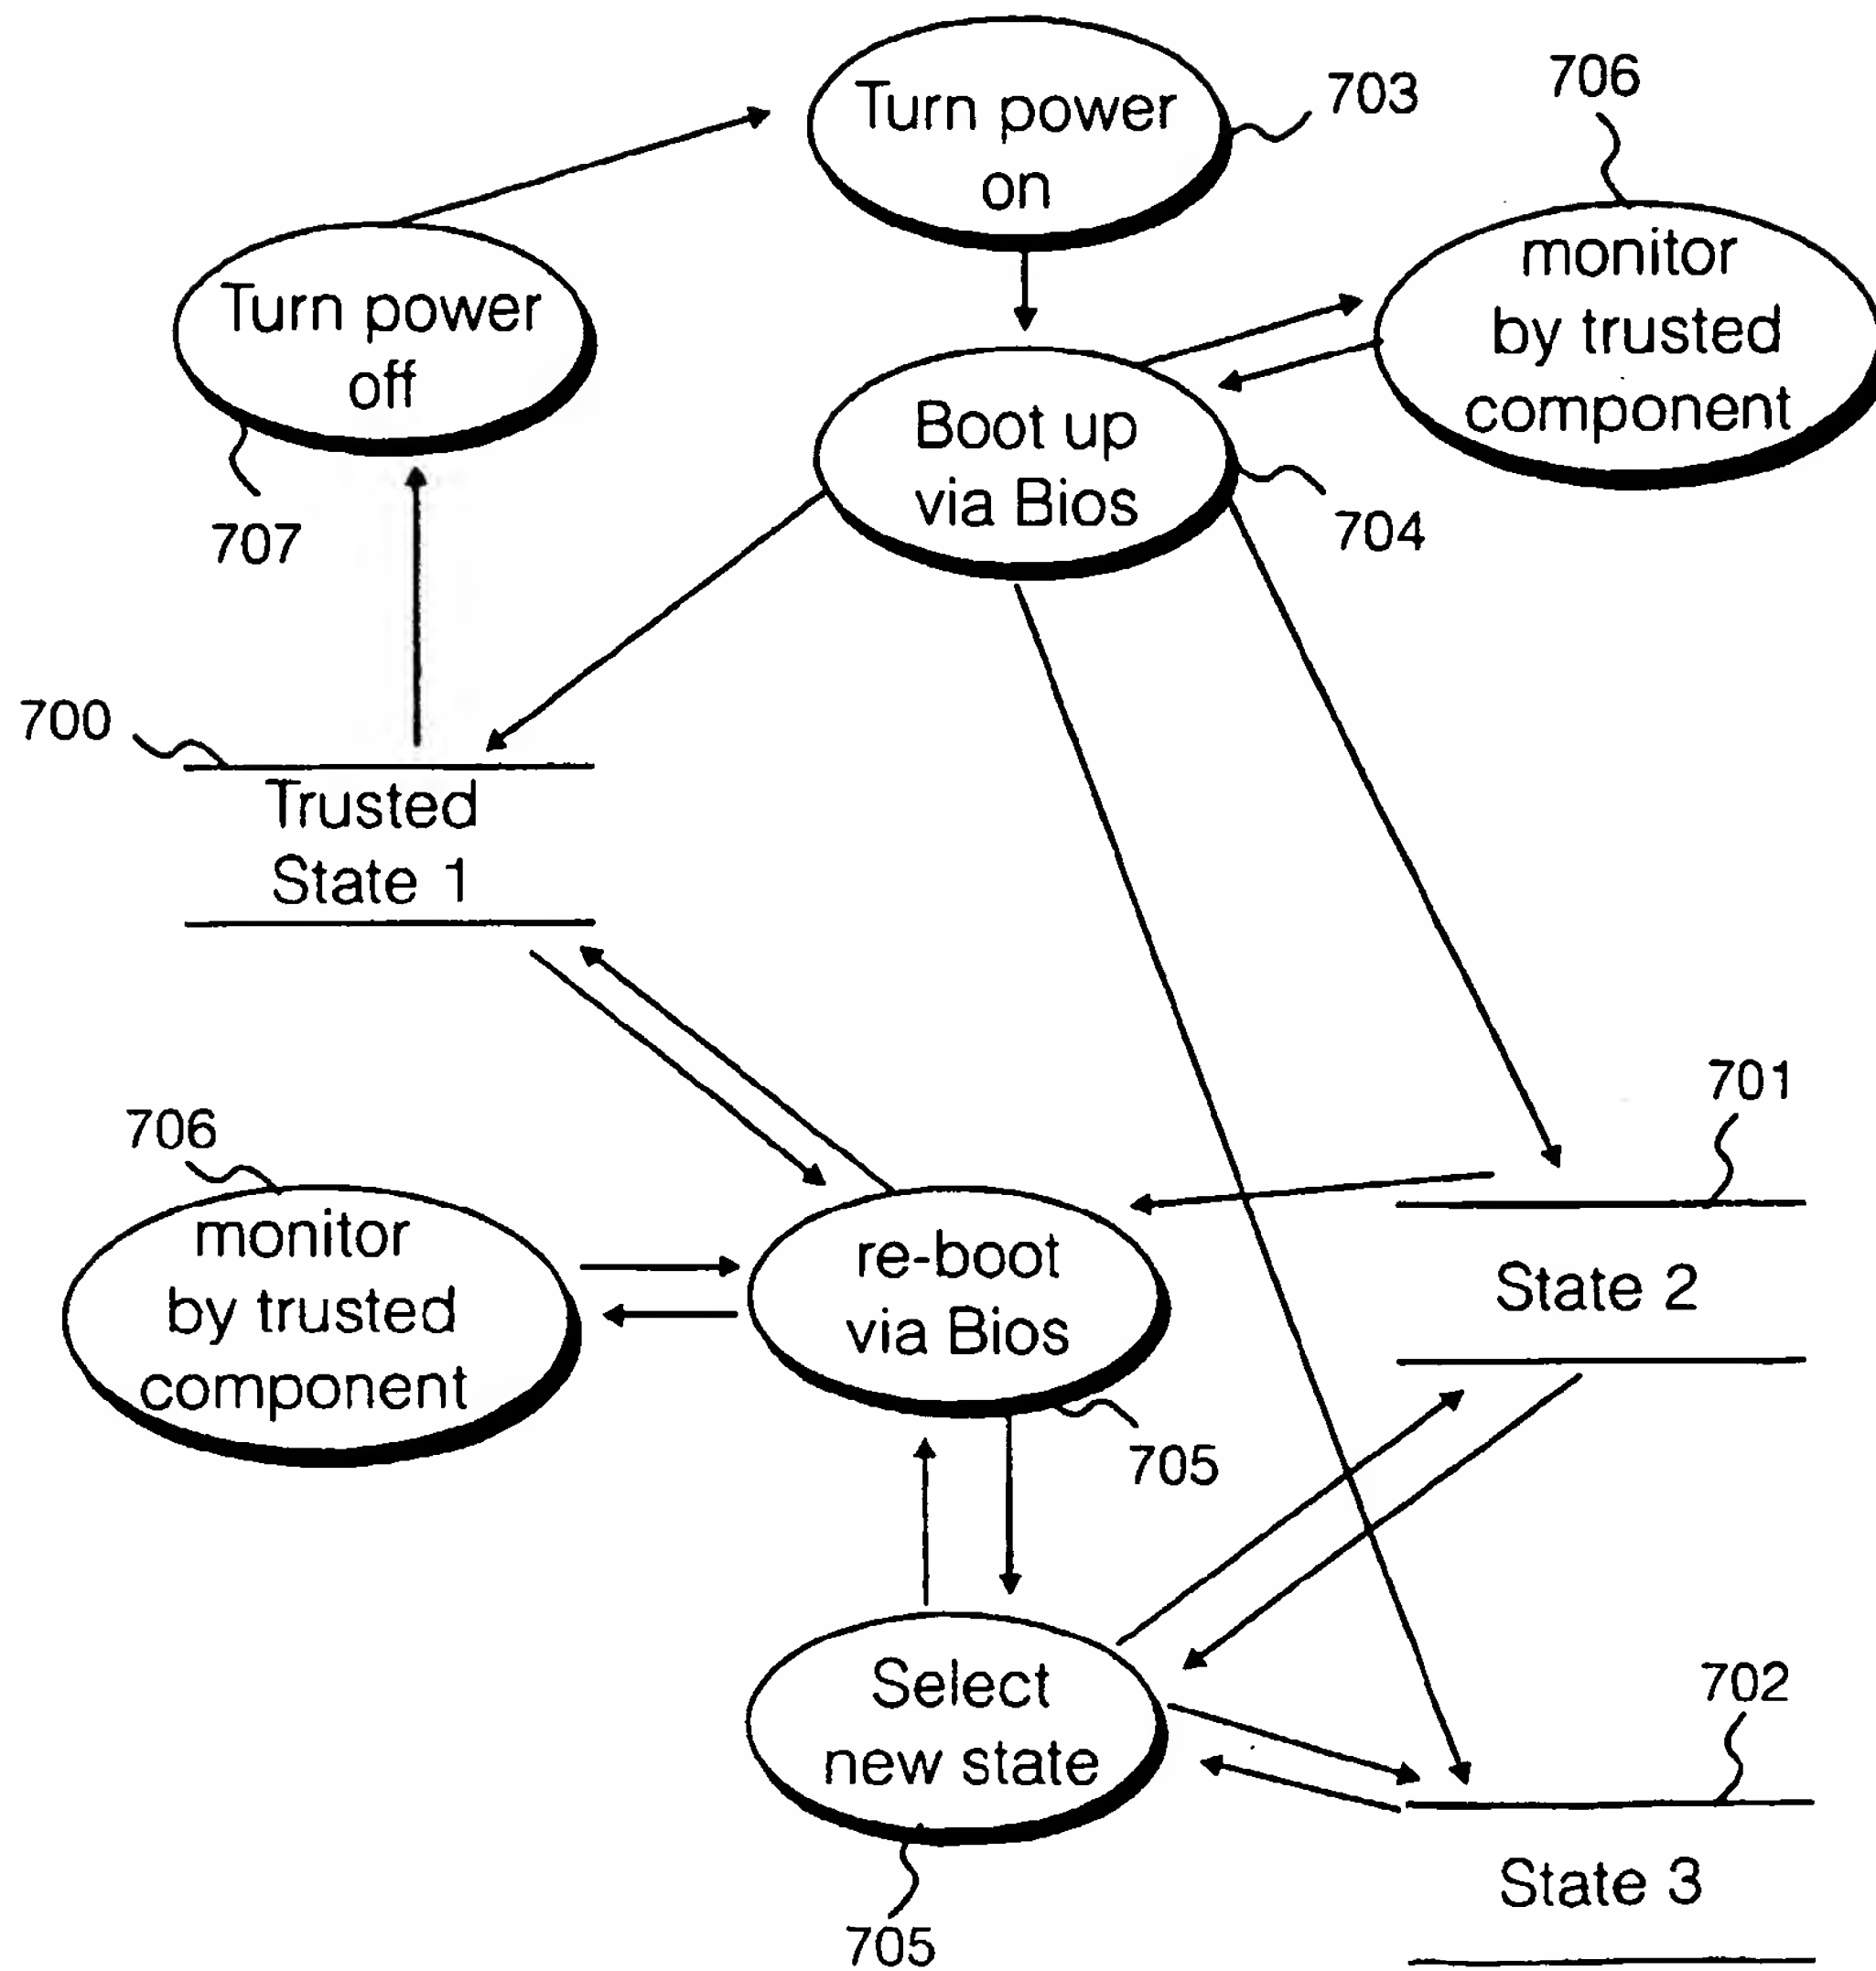 Turn power
on
703
706
monitor
by trusted
component
Turn power
off
707
Boot up
via Bios
704
700
Trusted
State 1
701
State 2
706
monitor
by trusted
component
re-boot
via Bios
705
Select
new state
705
702
State 3